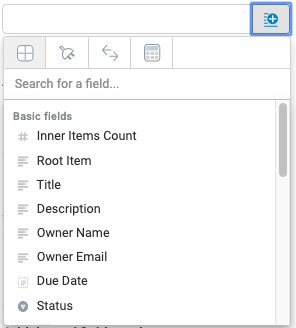 Search for a field...
Basic fields
Inner Items Count
Root Item
Title
Description
Owner Name
Owner Email
Due Date
Status